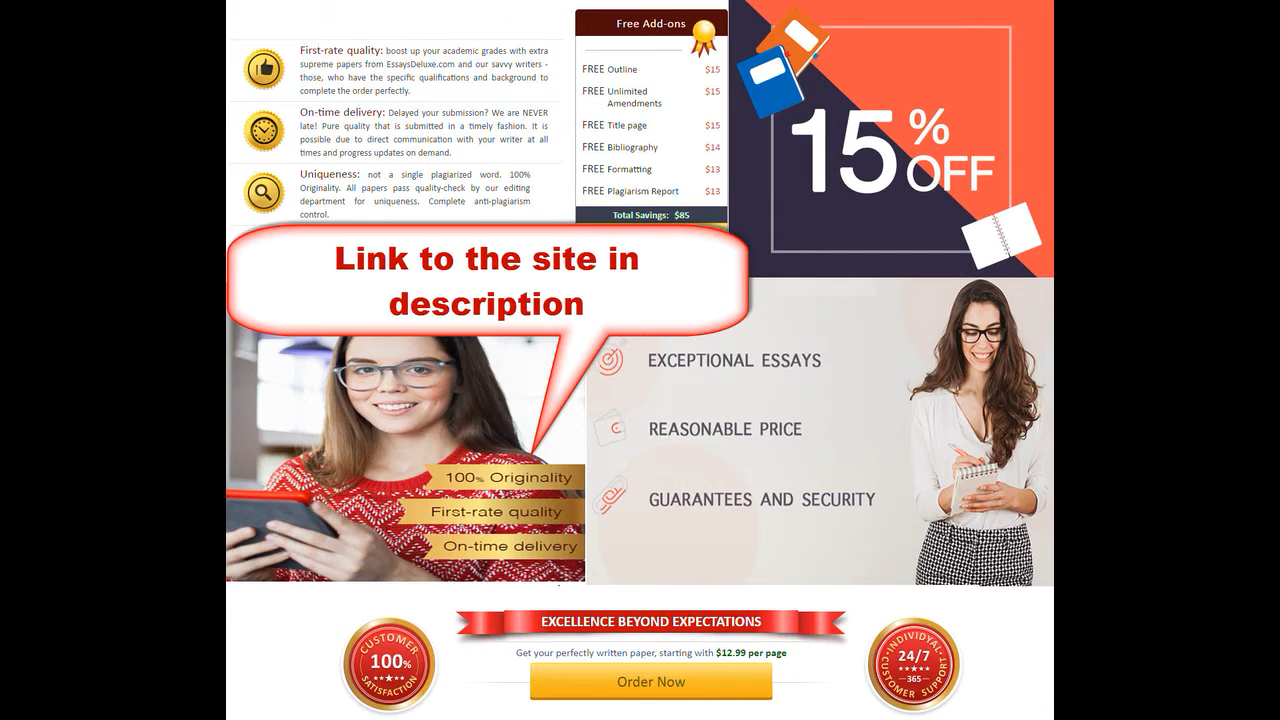 First-rate quality: boost up your academic grades with extra
supreme papers from EssaysDeluxe.com and our savvy writers -
those, who have the specific qualifications and background to
complete the order perfectly.
On-time delivery: Delayed your submission? We are NEVER
late! Pure quality that is submitted in a timely fashion. It is
possible due to direct communication with your writer at all
times and progress updates on demand.
Uniqueness: not a single plagiarized word. 100%
Originality. All papers pass quality-check by our editing
department for uniqueness. Complete anti-plagiarism
control.
Free Add-ons
FREE Outline $15
FREE Unlimited $15
Amendments
FREE Title page $15
FREE Bibliography $14
FREE Formatting $13
FREE Plagiarism Report $13
Total Savings: $85
15%
OFF
Link to the site in
description
100% Originality
First-rate quality
On-time delivery
EXCEPTIONAL ESSAYS
REASONABLE PRICE
GUARANTEES AND SECURITY
EXCELLENCE BEYOND EXPECTATIONS
Get your perfectly written paper, starting with $12.99 per page
Order Now
CUSTOMER
100%
SATISFACTION
INDIVIDYAL
24/7
365
CUSTOMER SUPPORT